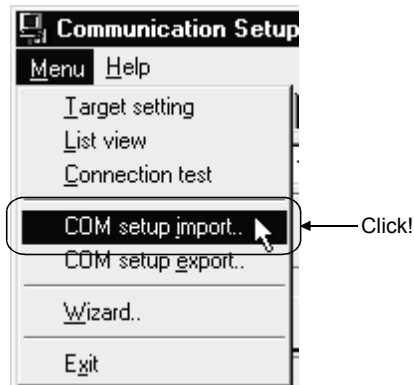 Communication Setup
Menu Help
Target setting
List view
Connection test
COM setup import..
Click!
COM setup export..
Wizard..
Exit